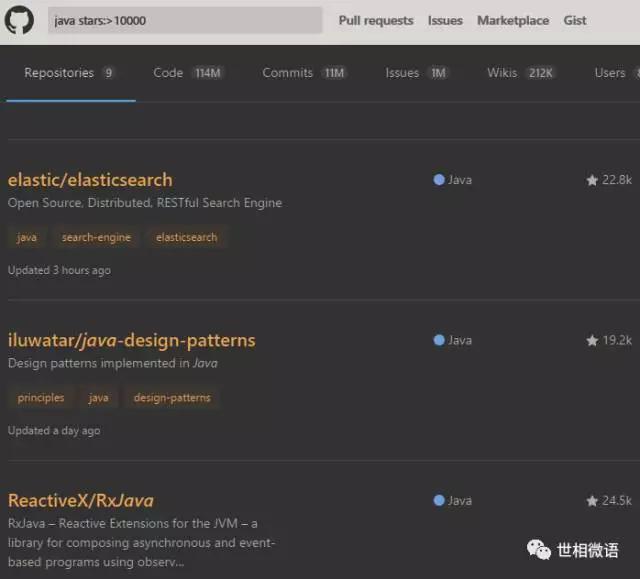 java stars:>10000 Pull requests Issues Marketplace Gist
Repositories 9 Code 114M Commits 11M Issues 1M Wikis 212K Users
elastic/elasticsearch Java 22.8k
Open Source, Distributed, RESTful Search Engine
java search-engine elasticsearch
Updated 3 hours ago
iluwatar/java-design-patterns Java 19.2k
Design patterns implemented in Java
principles java design-patterns
Updated a day ago
ReactiveX/RxJava Java 24.5k
RxJava – Reactive Extensions for the JVM – a
library for composing asynchronous and event-
based programs using observ...
世相微语